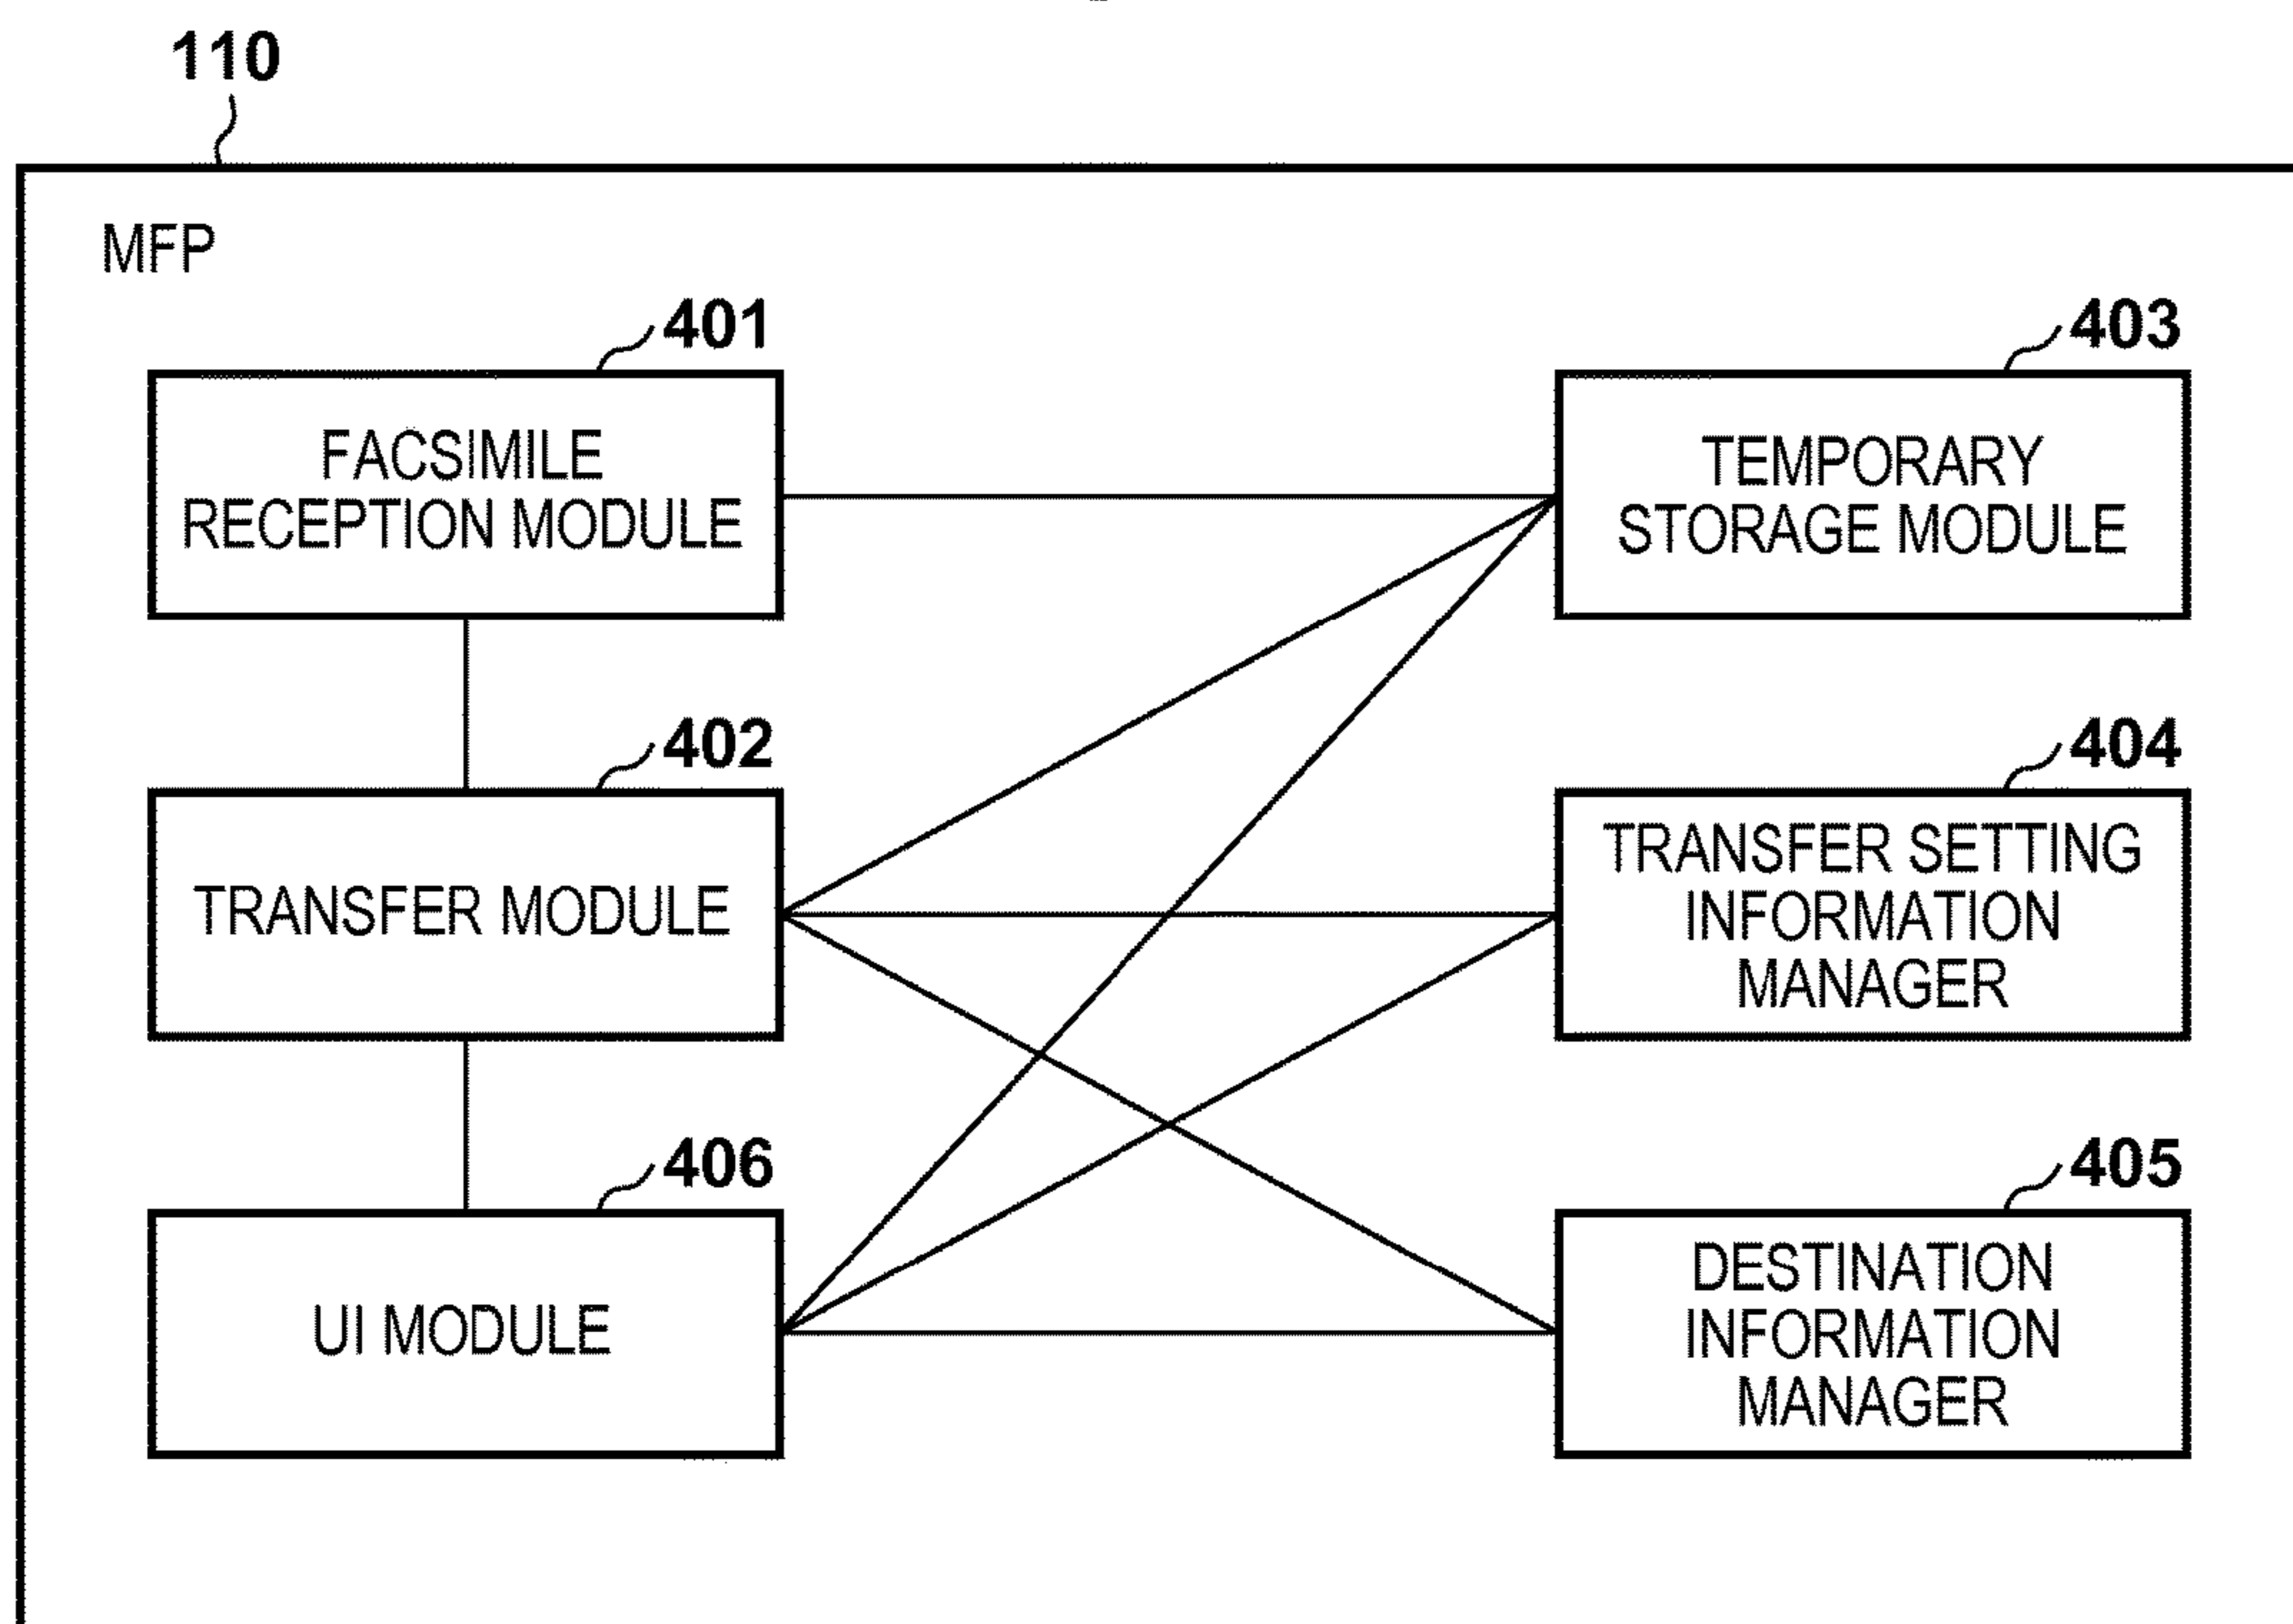 110
MFP
401
FACSIMILE
RECEPTION MODULE
403
TEMPORARY
STORAGE MODULE
402
TRANSFER MODULE
404
TRANSFER SETTING
INFORMATION
MANAGER
406
UI MODULE
405
DESTINATION
INFORMATION
MANAGER